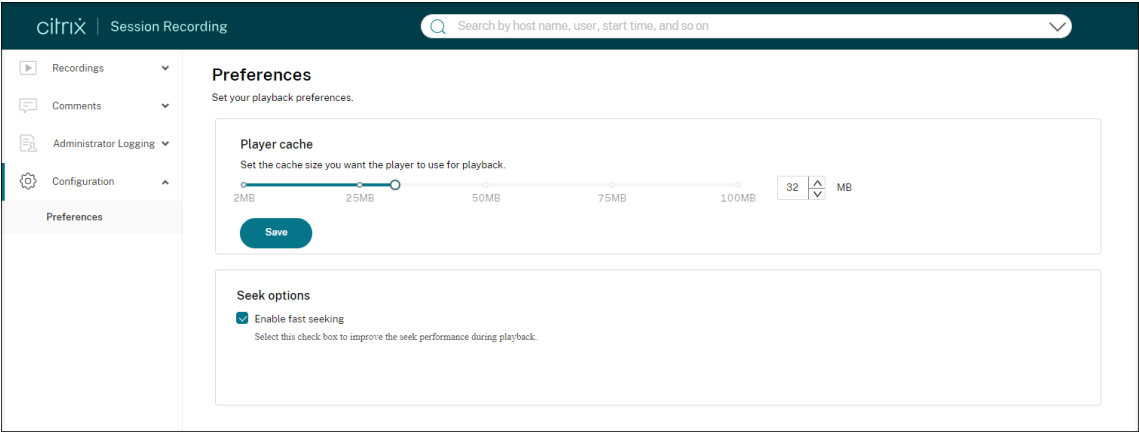 citrix | Session Recording
Search by host name, user, start time, and so on
Recordings
Comments
Administrator Logging
Configuration
Preferences
Preferences
Set your playback preferences.
Player cache
Set the cache size you want the player to use for playback.
2MB 25MB 50MB 75MB 100MB
32 MB
Save
Seek options
Enable fast seeking
Select this check box to improve the seek performance during playback.